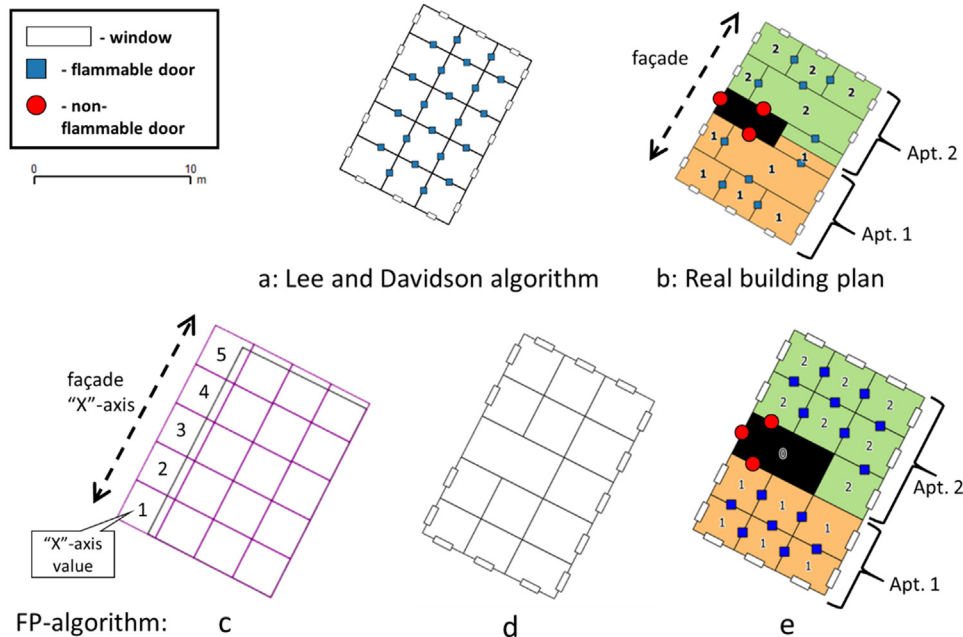 - window
- flammable door
- non-
flammable door
0 10
m
façade
2
2
2
2
2
1
1
1
1
1
1
Apt. 2
Apt. 1
a: Lee and Davidson algorithm
b: Real building plan
façade
“X”-axis
5
4
3
2
1
“X”-axis
value
2
2
2
2
2
2
0
1
1
1
1
1
1
Apt. 2
Apt. 1
FP-algorithm: c d e